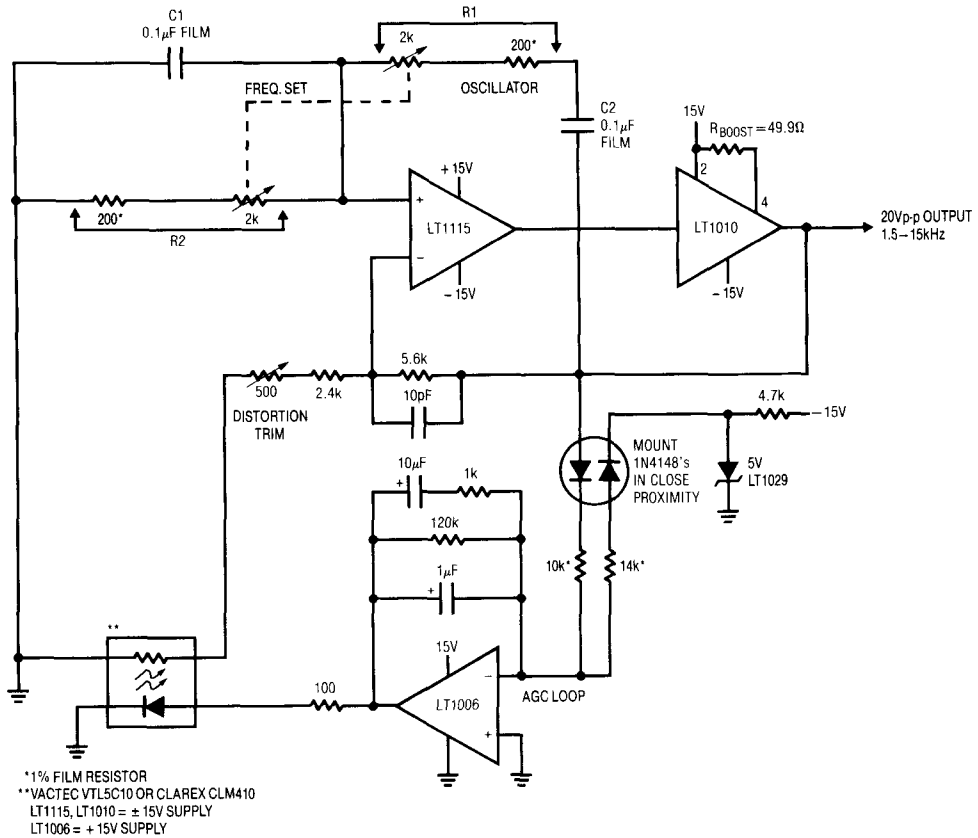 C1
0.1µF FILM
R1
2k
200*
FREQ. SET
OSCILLATOR
C2
0.1µF
FILM
15V
RBOOST = 49.9Ω
2
4
+15V
+
LT1115
−
−15V
LT1010
−15V
20Vp-p OUTPUT
1.5–15kHz
200*
2k
R2
500
2.4k
5.6k
10pF
DISTORTION
TRIM
4.7k
−15V
MOUNT
1N4148's
IN CLOSE
PROXIMITY
5V
LT1029
10µF
+
1k
120k
1µF
+
10k*
14k*
15V
**
100
LT1006
−
+
AGC LOOP
*1% FILM RESISTOR
**VACTEC VTL5C10 OR CLAREX CLM410
LT1115, LT1010 = ±15V SUPPLY
LT1006 = +15V SUPPLY